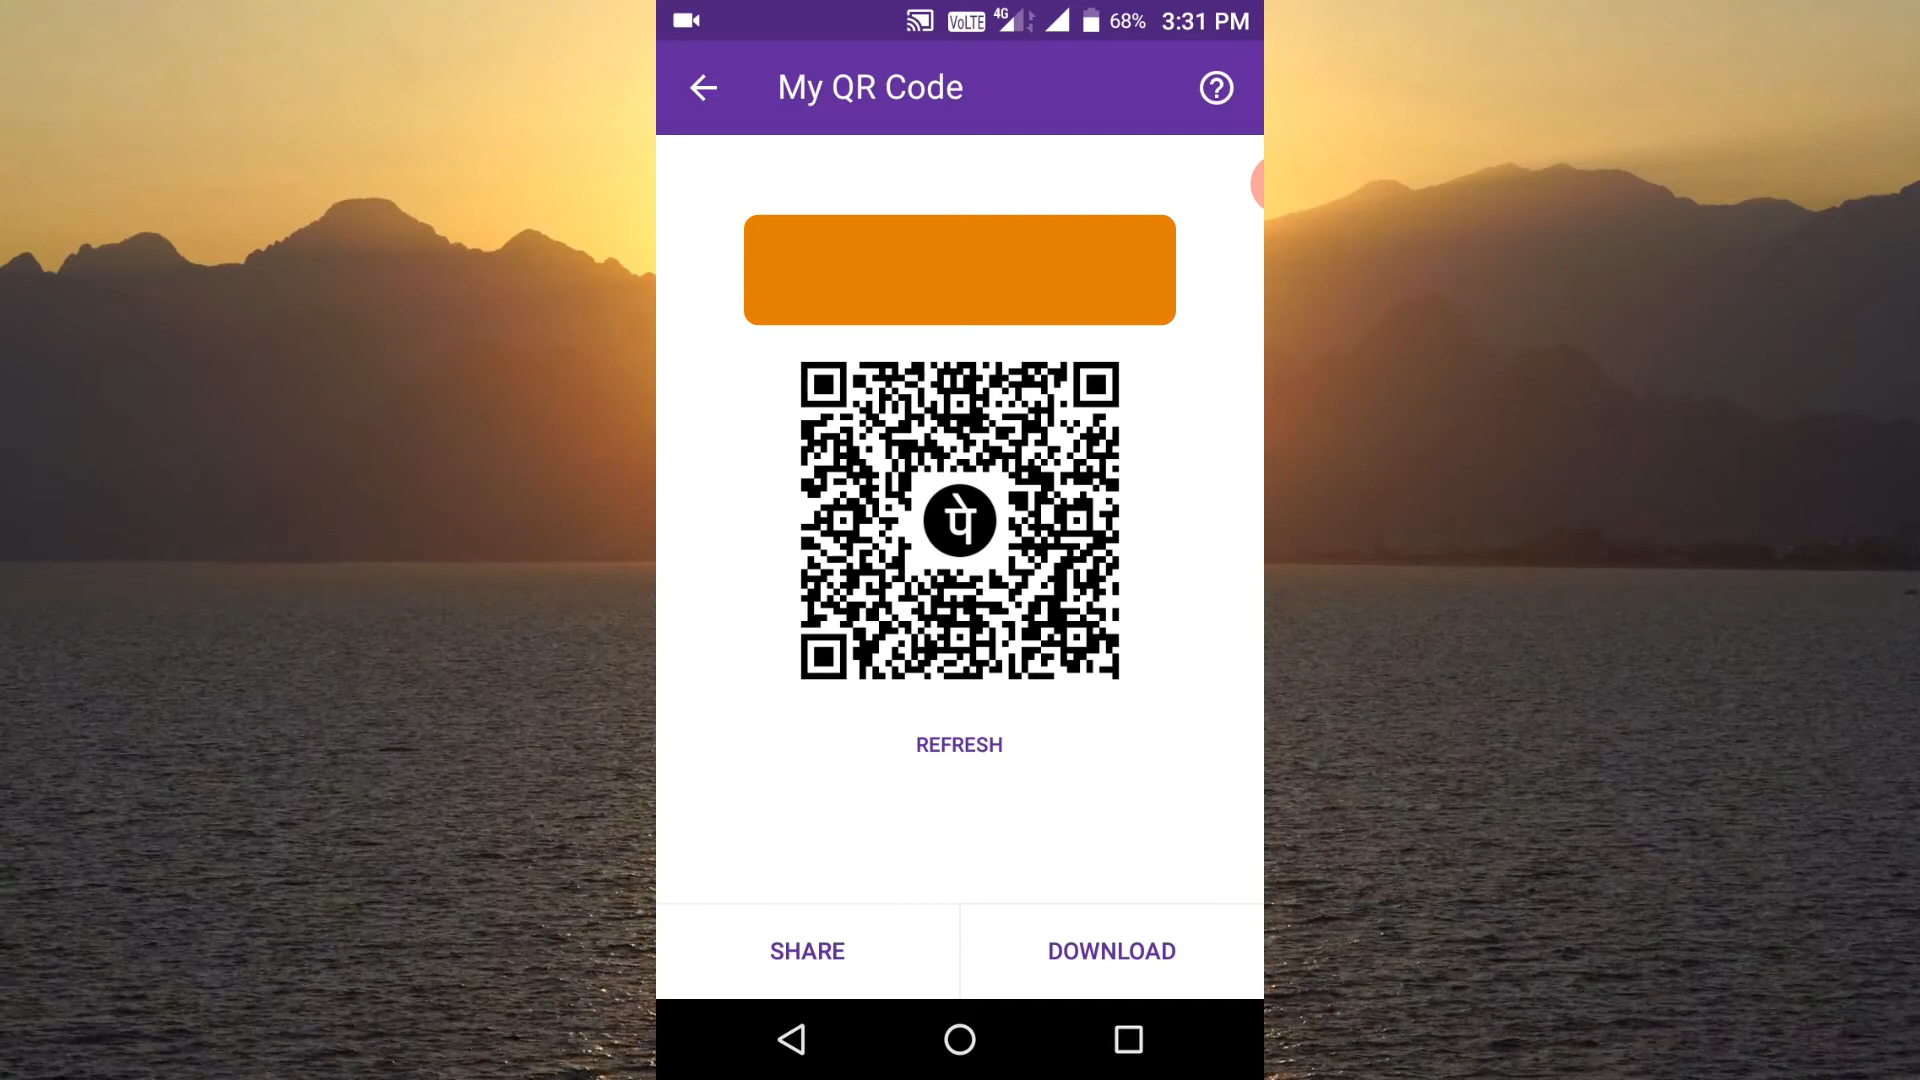 VoLTE 4G 68% 3:31 PM
My QR Code
पे
REFRESH
SHARE
DOWNLOAD